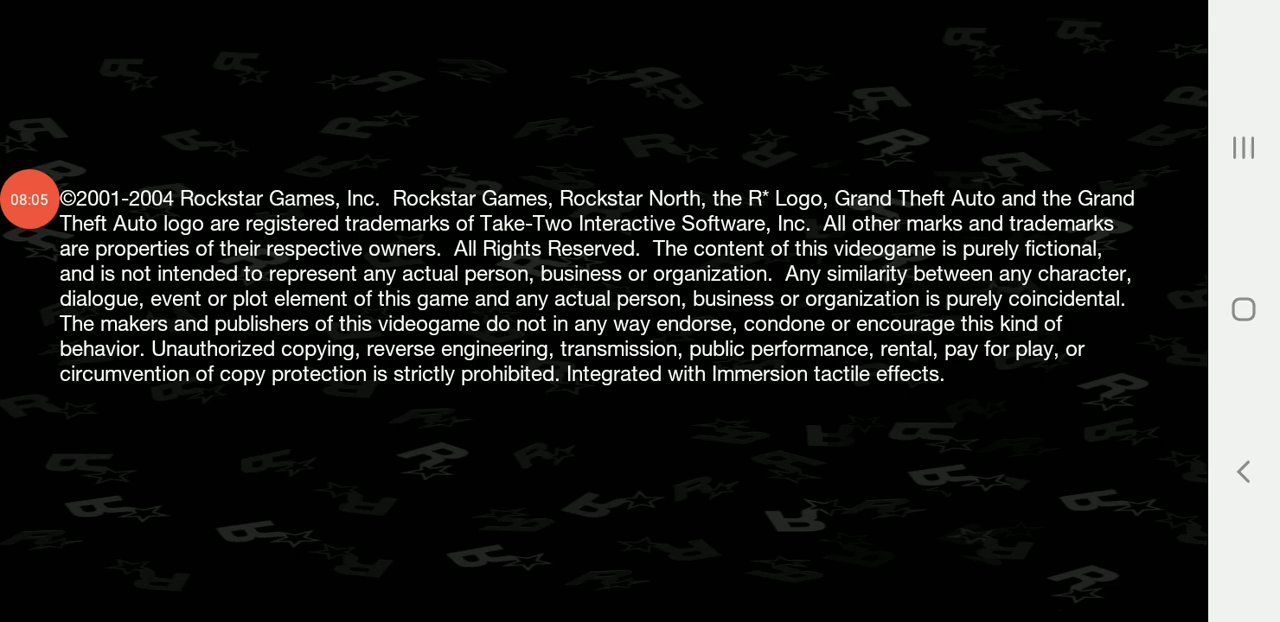 ©2001-2004 Rockstar Games, Inc.  Rockstar Games, Rockstar North, the R* Logo, Grand Theft Auto and the Grand
08:05
Theft Auto logo are registered trademarks of Take-Two Interactive Software, Inc.  All other marks and trademarks
are properties of their respective owners.  All Rights Reserved.  The content of this videogame is purely fictional,
and is not intended to represent any actual person, business or organization.  Any similarity between any character,
dialogue, event or plot element of this game and any actual person, business or organization is purely coincidental.
The makers and publishers of this videogame do not in any way endorse, condone or encourage this kind of
behavior. Unauthorized copying, reverse engineering, transmission, public performance, rental, pay for play, or
circumvention of copy protection is strictly prohibited. Integrated with Immersion tactile effects.